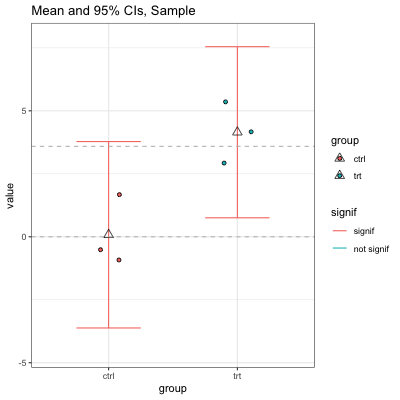 Mean and 95% CIs, Sample
value
5
0
-5
ctrl
trt
group
group
ctrl
trt
signif
signif
not signif